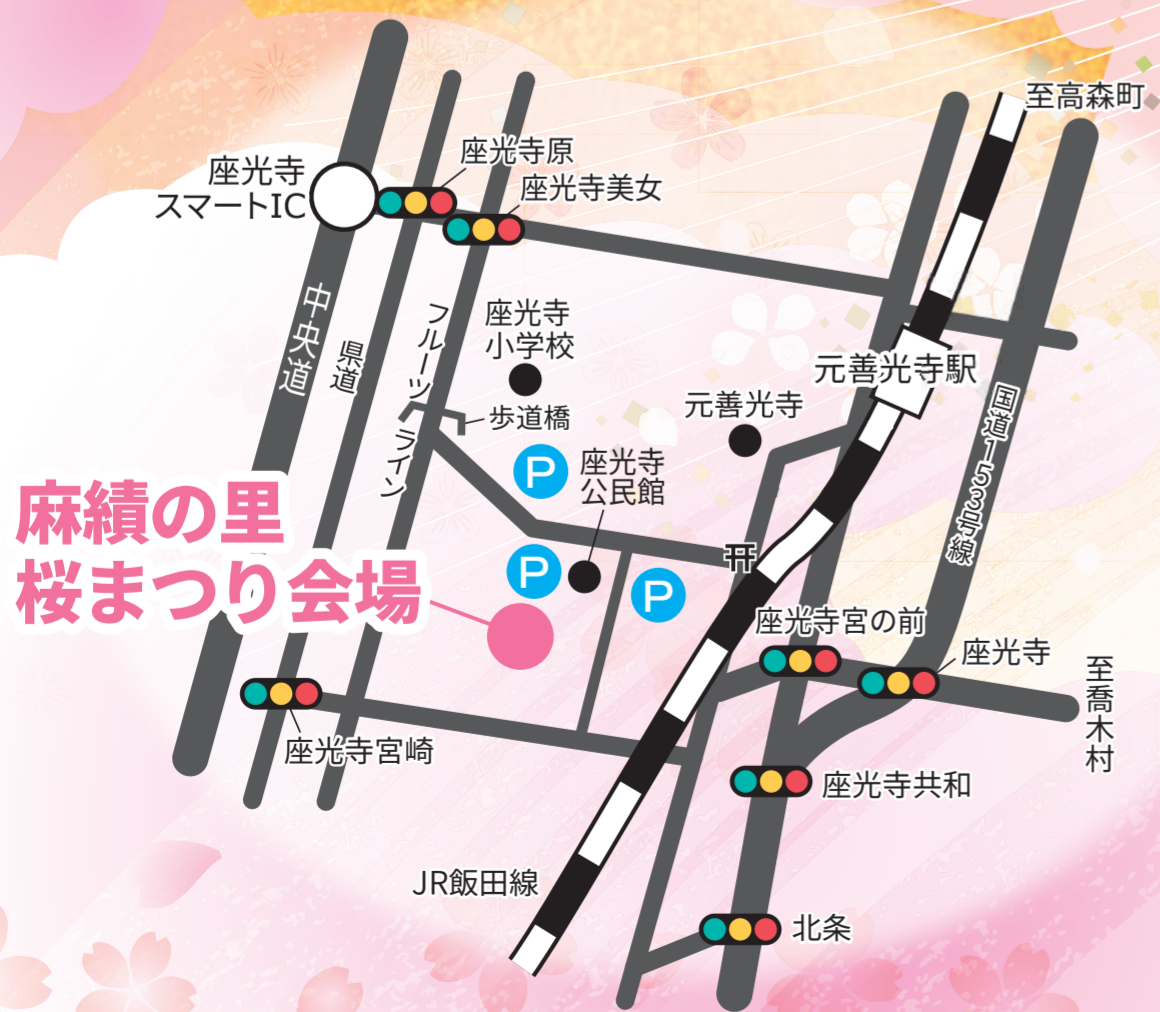 至高森町
座光寺原
座光寺
スマートIC
座光寺美女
中央道
県道
フルーツライン
座光寺
小学校
歩道橋
元善光寺駅
元善光寺
国道153号線
P
座光寺
公民館
麻績の里
桜まつり会場
P
P
座光寺宮の前
座光寺
至喬木村
座光寺宮崎
座光寺共和
JR飯田線
北条